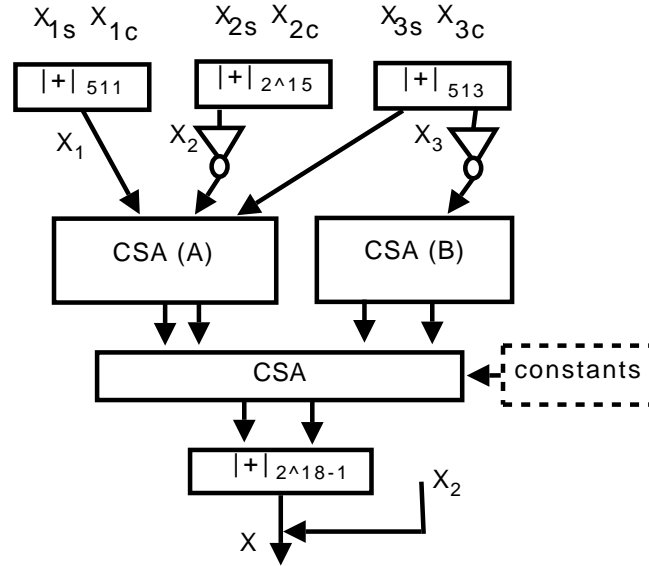 X1s X1c X2s X2c X3s X3c
|+| 511 |+| 2^15 |+| 513
X1 X2 X3
CSA (A) CSA (B)
CSA constants
|+| 2^18-1
X2
X